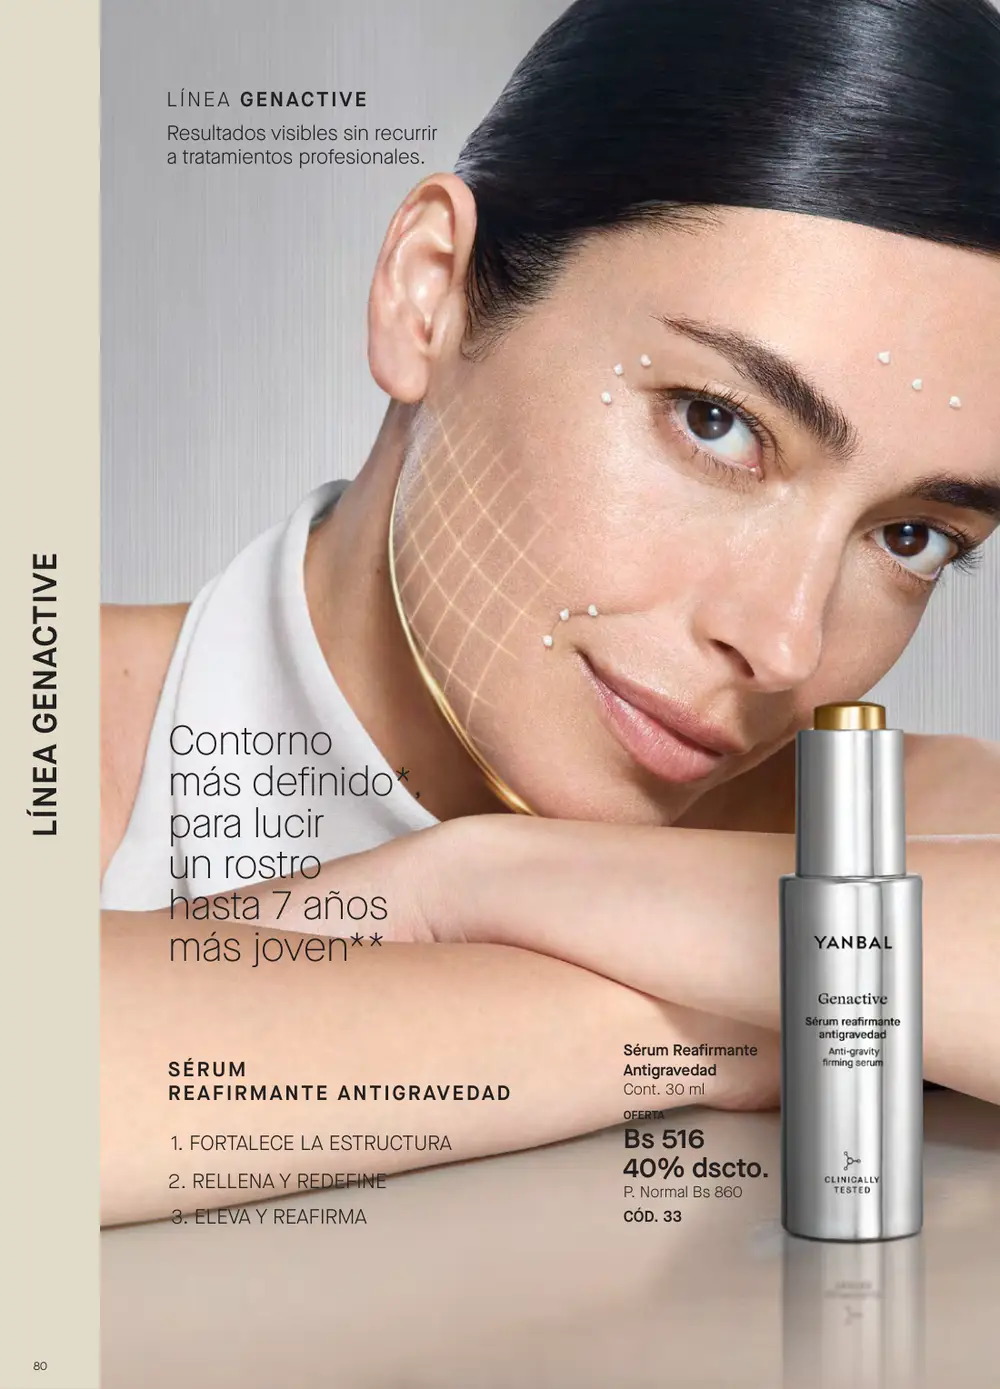 LÍNEA GENACTIVE
Resultados visibles sin recurrir
a tratamientos profesionales.
LÍNEA GENACTIVE
Contorno
más definido*,
para lucir
un rostro
hasta 7 años
más joven**
SÉRUM
REAFIRMANTE ANTIGRAVEDAD
1. FORTALECE LA ESTRUCTURA
2. RELLENA Y REDEFINE
3. ELEVA Y REAFIRMA
Sérum Reafirmante
Antigravedad
Cont. 30 ml
OFERTA
Bs 516
40% dscto.
P. Normal Bs 860
CÓD. 33
YANBAL
Genactive
Sérum reafirmante
antigravedad
Anti-gravity
firming serum
CLINICALLY
TESTED
80